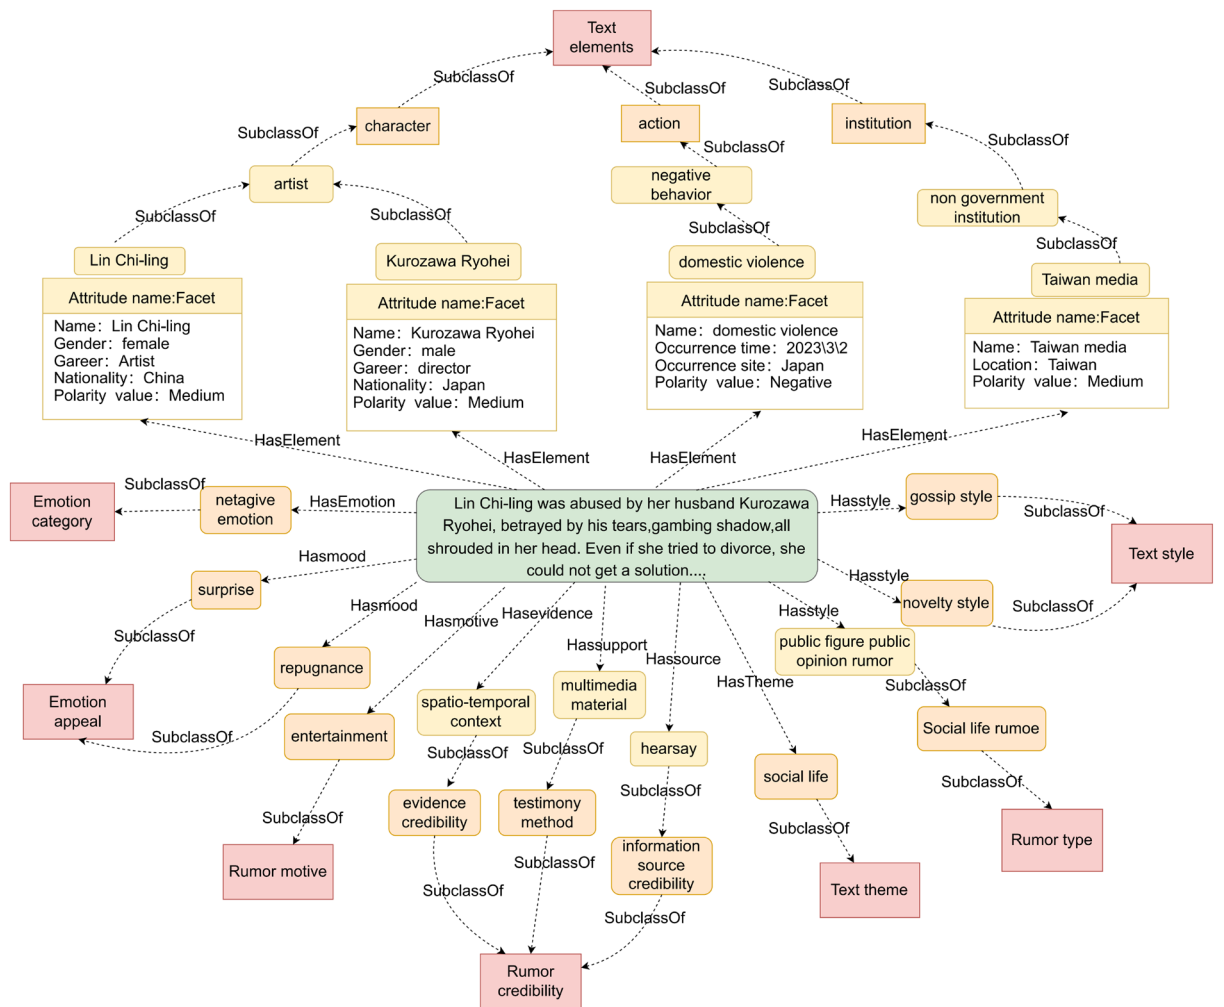 Text
elements
SubclassOf
SubclassOf
SubclassOf
character
action
institution
SubclassOf
SubclassOf
SubclassOf
artist
negative
behavior
non government
institution
SubclassOf
SubclassOf
SubclassOf
SubclassOf
Lin Chi-ling
Kurozawa Ryohei
domestic violence
Taiwan media
Attritude name:Facet
Name: Lin Chi-ling
Gender: female
Gareer: Artist
Nationality: China
Polarity value: Medium
Attritude name:Facet
Name: Kurozawa Ryohei
Gender: male
Gareer: director
Nationality: Japan
Polarity value: Medium
Attritude name:Facet
Name: domestic violence
Occurrence time: 2023\3\2
Occurrence site: Japan
Polarity value: Negative
Attritude name:Facet
Name: Taiwan media
Location: Taiwan
Polarity value: Medium
HasElement
HasElement
HasElement
HasElement
Lin Chi-ling was abused by her husband Kurozawa
Ryohei, betrayed by his tears,gambing shadow,all
shrouded in her head. Even if she tried to divorce, she
could not get a solution....
Emotion
category
SubclassOf
netagive
emotion
HasEmotion
Hasstyle
gossip style
SubclassOf
Text style
Hasmood
surprise
SubclassOf
Hasstyle
novelty style
SubclassOf
Hasmood
repugnance
Emotion
appeal
SubclassOf
Hasmotive
entertainment
SubclassOf
Rumor motive
Hasevidence
spatio-temporal
context
SubclassOf
evidence
credibility
SubclassOf
Hassupport
multimedia
material
SubclassOf
testimony
method
SubclassOf
Hassource
hearsay
SubclassOf
information
source
credibility
SubclassOf
Rumor
credibility
HasTheme
social life
SubclassOf
Text theme
Hasstyle
public figure public
opinion rumor
SubclassOf
Social life rumoe
SubclassOf
Rumor type